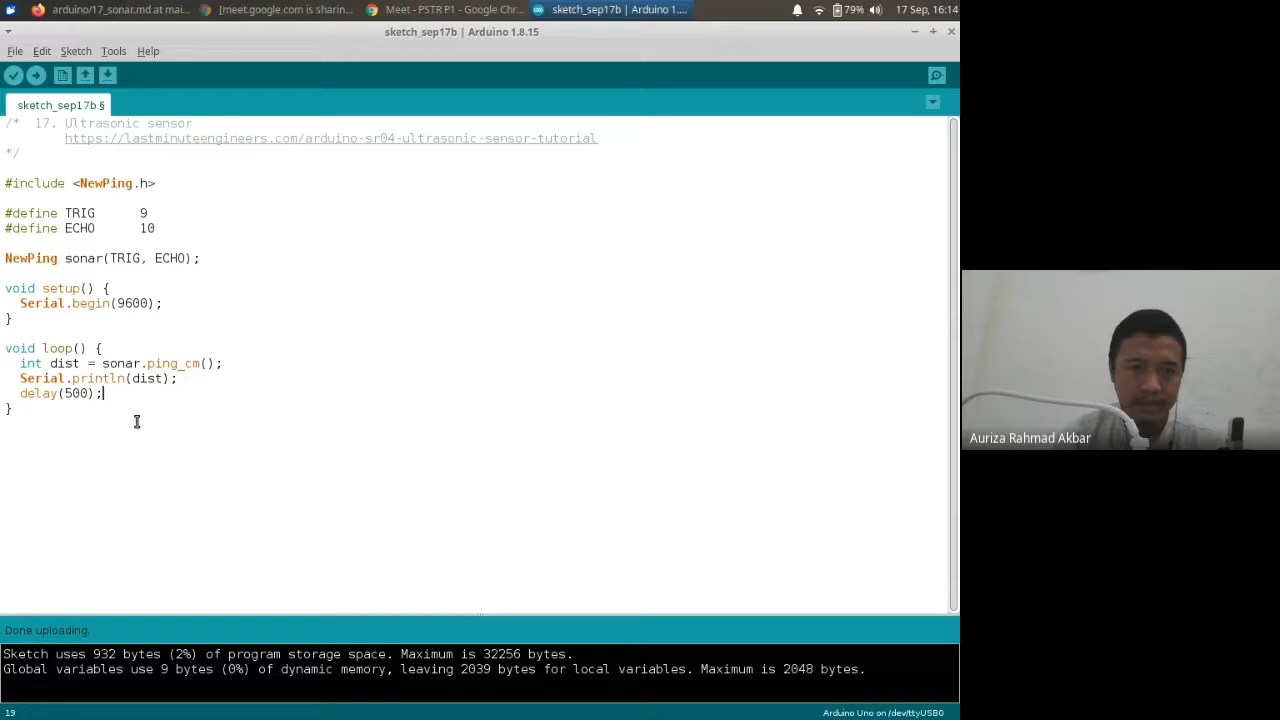 arduino/17_sonar.md at mai...
[meet.google.com is sharin...
Meet - PSTR P1 - Google Chr...
sketch_sep17b | Arduino 1....
79%
17 Sep, 16:14
sketch_sep17b | Arduino 1.8.15
File Edit Sketch Tools Help
sketch_sep17b §
/* 17. Ultrasonic sensor
https://lastminuteengineers.com/arduino-sr04-ultrasonic-sensor-tutorial
*/
#include <NewPing.h>
#define TRIG 9
#define ECHO 10
NewPing sonar(TRIG, ECHO);
void setup() {
Serial.begin(9600);
}
void loop() {
int dist = sonar.ping_cm();
Serial.println(dist);
delay(500);
}
Auriza Rahmad Akbar
Done uploading.
Sketch uses 932 bytes (2%) of program storage space. Maximum is 32256 bytes.
Global variables use 9 bytes (0%) of dynamic memory, leaving 2039 bytes for local variables. Maximum is 2048 bytes.
19
Arduino Uno on /dev/ttyUSB0